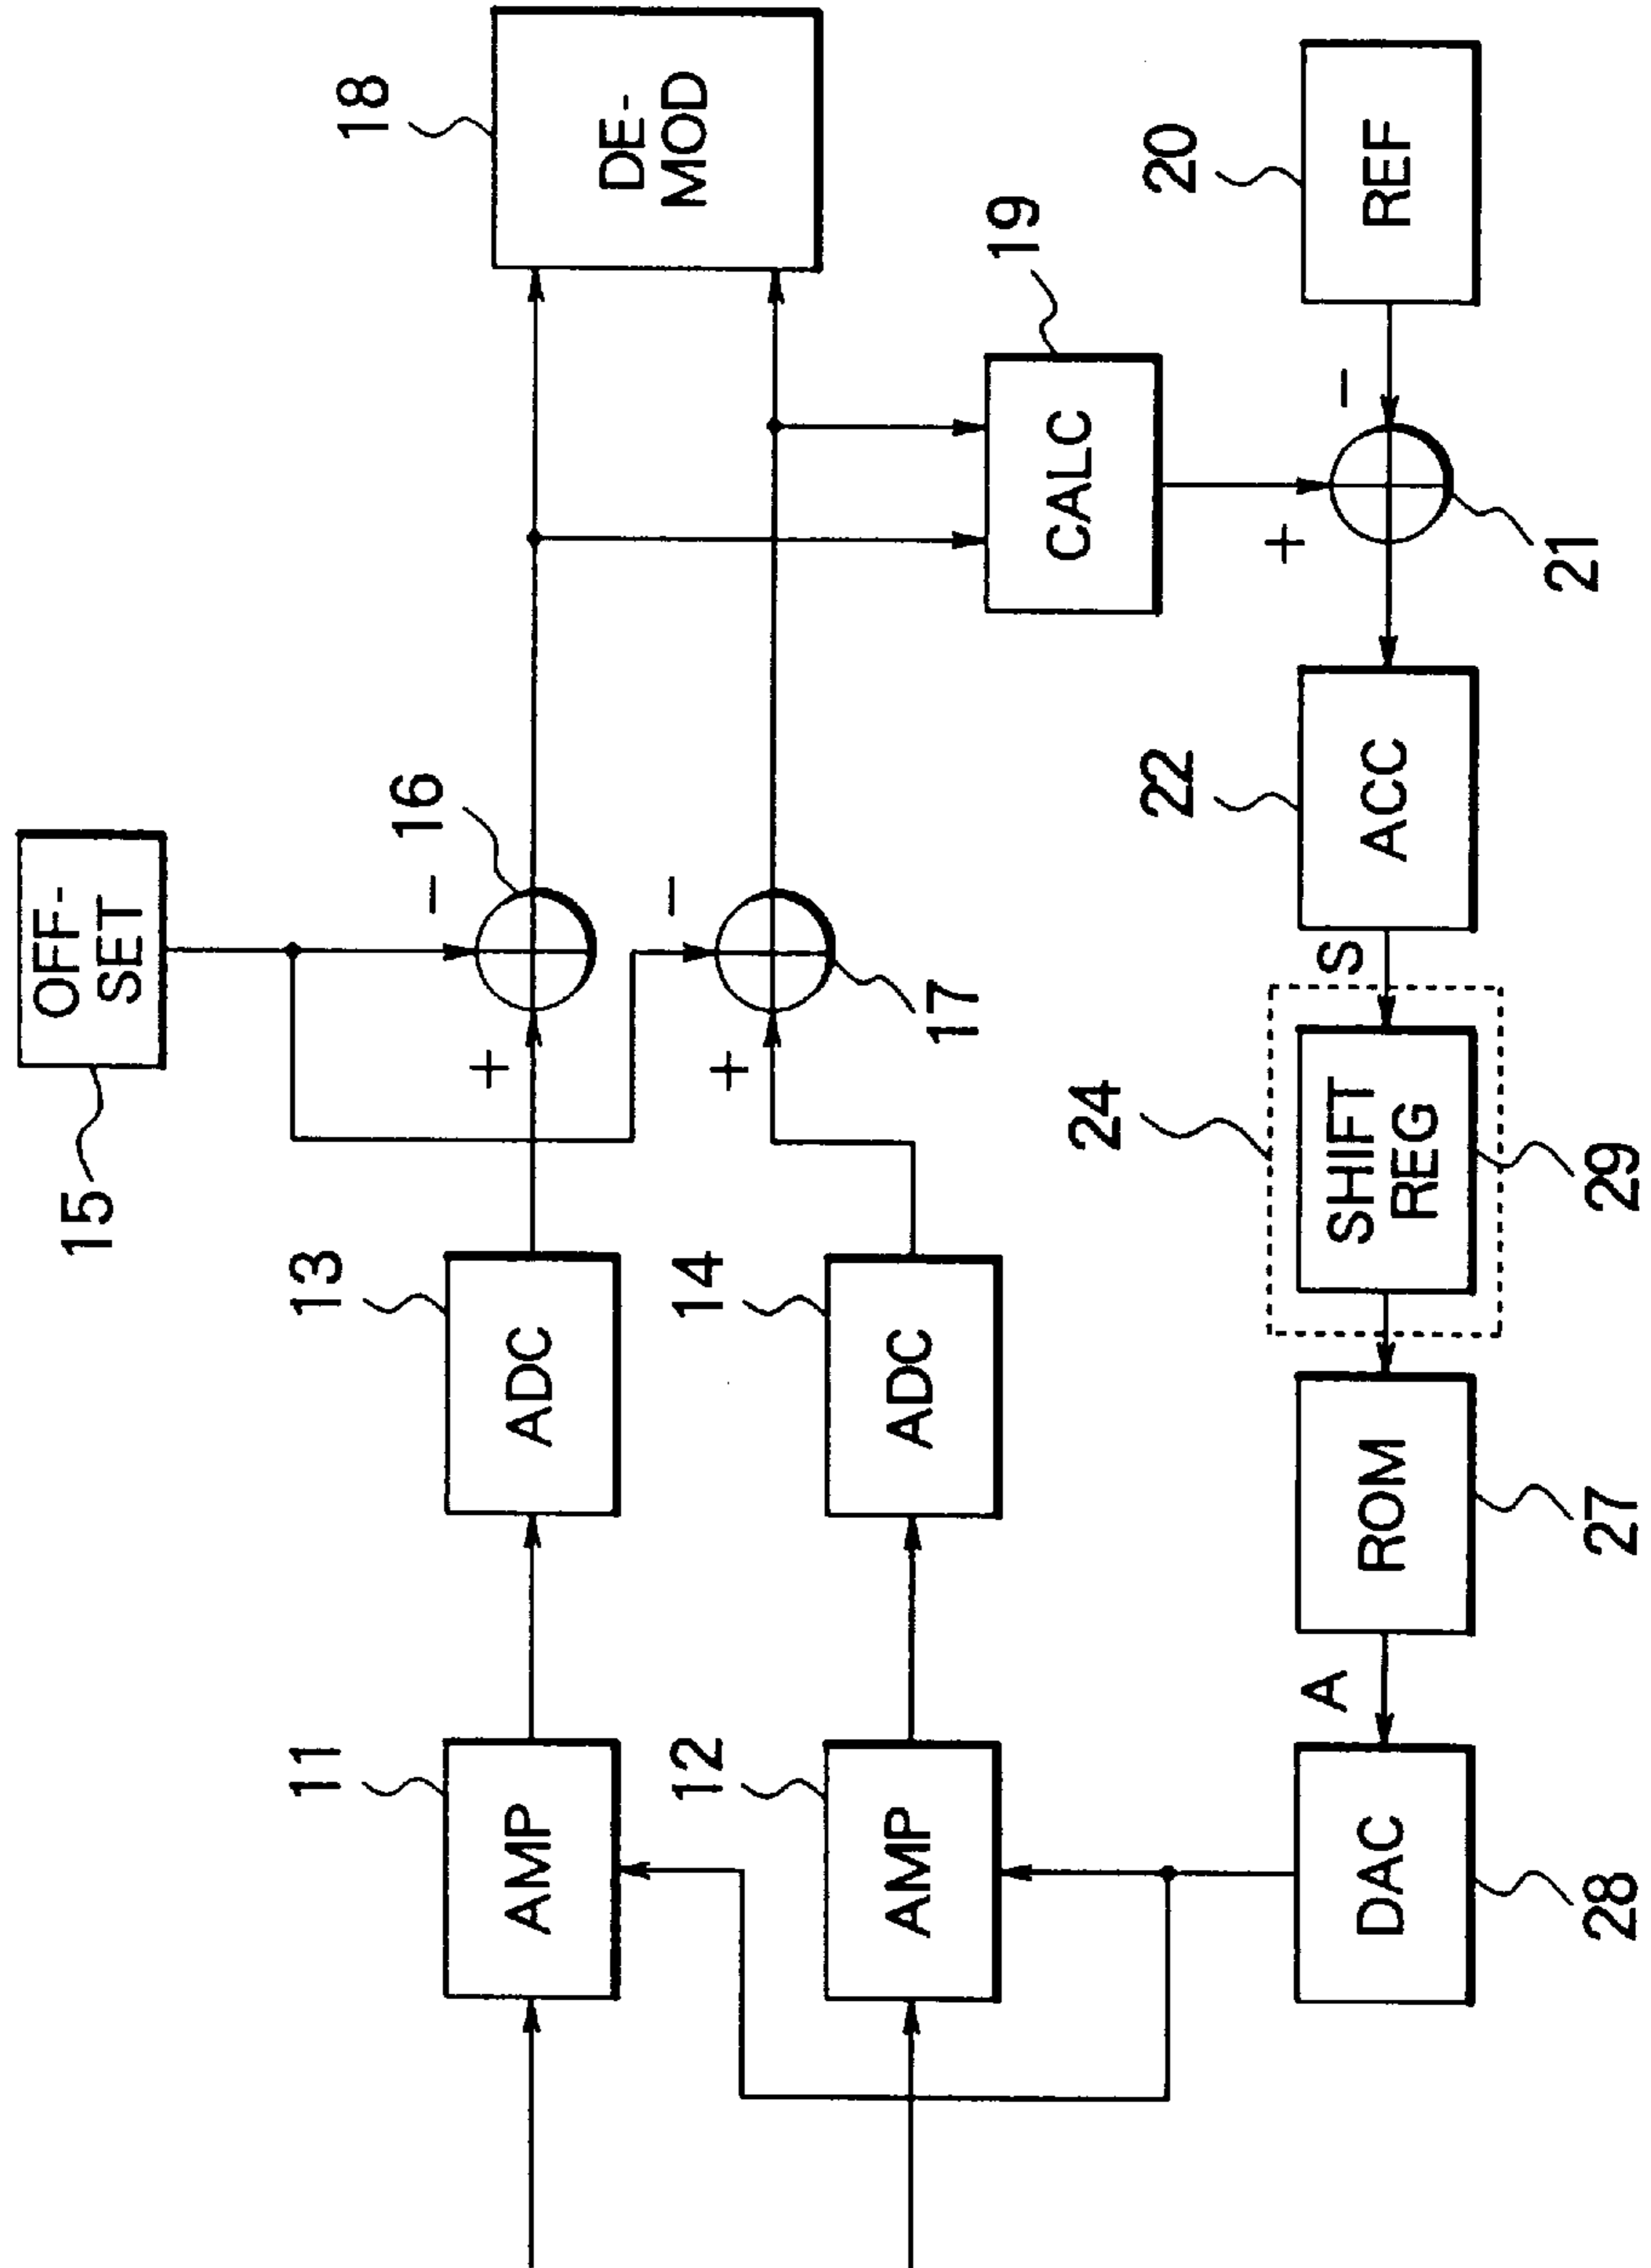 OFF-
SET
15
18
DE-
MOD
11
AMP
13
ADC
+
-
16
12
AMP
14
ADC
+
-
17
19
CALC
+
-
20
REF
21
22
ACC
S
24
SHIFT
REG
29
ROM
27
A
DAC
28